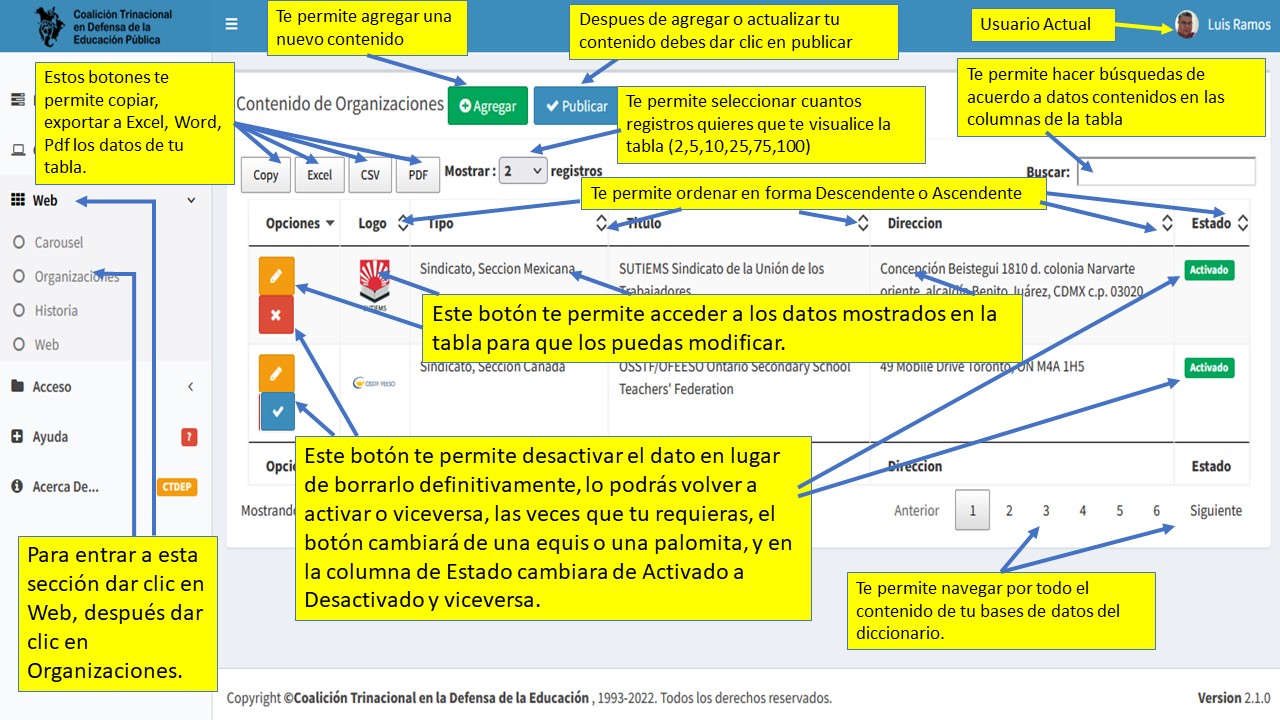 Coalición Trinacional
en Defensa de la
Educación Pública
Te permite agregar una
nuevo contenido
Despues de agregar o actualizar tu
contenido debes dar clic en publicar
Usuario Actual
Luis Ramos
Estos botones te
permite copiar,
exportar a Excel, Word,
Pdf los datos de tu
tabla.
Contenido de Organizaciones
Agregar
Publicar
Te permite seleccionar cuantos
registros quieres que te visualice la
tabla (2,5,10,25,75,100)
Te permite hacer búsquedas de
acuerdo a datos contenidos en las
columnas de la tabla
Copy
Excel
CSV
PDF
Mostrar : 2 registros
Buscar:
Te permite ordenar en forma Descendente o Ascendente
Web
Carousel
Organizaciones
Historia
Web
Acceso
Ayuda ?
Acerca De... CTDEP
Opciones Logo Tipo Titulo Direccion Estado
Sindicato, Seccion Mexicana
SUTIEMS Sindicato de la Unión de los
Trabajadores
Concepción Beistegui 1810 d. colonia Narvarte
oriente, alcaldía Benito Juárez, CDMX c.p. 03020
Activado
SUTIEMS
Este botón te permite acceder a los datos mostrados en la
tabla para que los puedas modificar.
OSSTF/FEESO
Sindicato, Sección Canada
OSSTF/OFEESO Ontario Secondary School
Teachers' Federation
49 Mobile Drive Toronto, ON M4A 1H5
Activado
Este botón te permite desactivar el dato en lugar
de borrarlo definitivamente, lo podrás volver a
activar o viceversa, las veces que tu requieras, el
botón cambiará de una equis o una palomita, y en
la columna de Estado cambiara de Activado a
Desactivado y viceversa.
Direccion Estado
Anterior 1 2 3 4 5 6 Siguiente
Para entrar a esta
sección dar clic en
Web, después dar
clic en
Organizaciones.
Te permite navegar por todo el
contenido de tu bases de datos del
diccionario.
Copyright ©Coalición Trinacional en la Defensa de la Educación , 1993-2022. Todos los derechos reservados.
Version 2.1.0